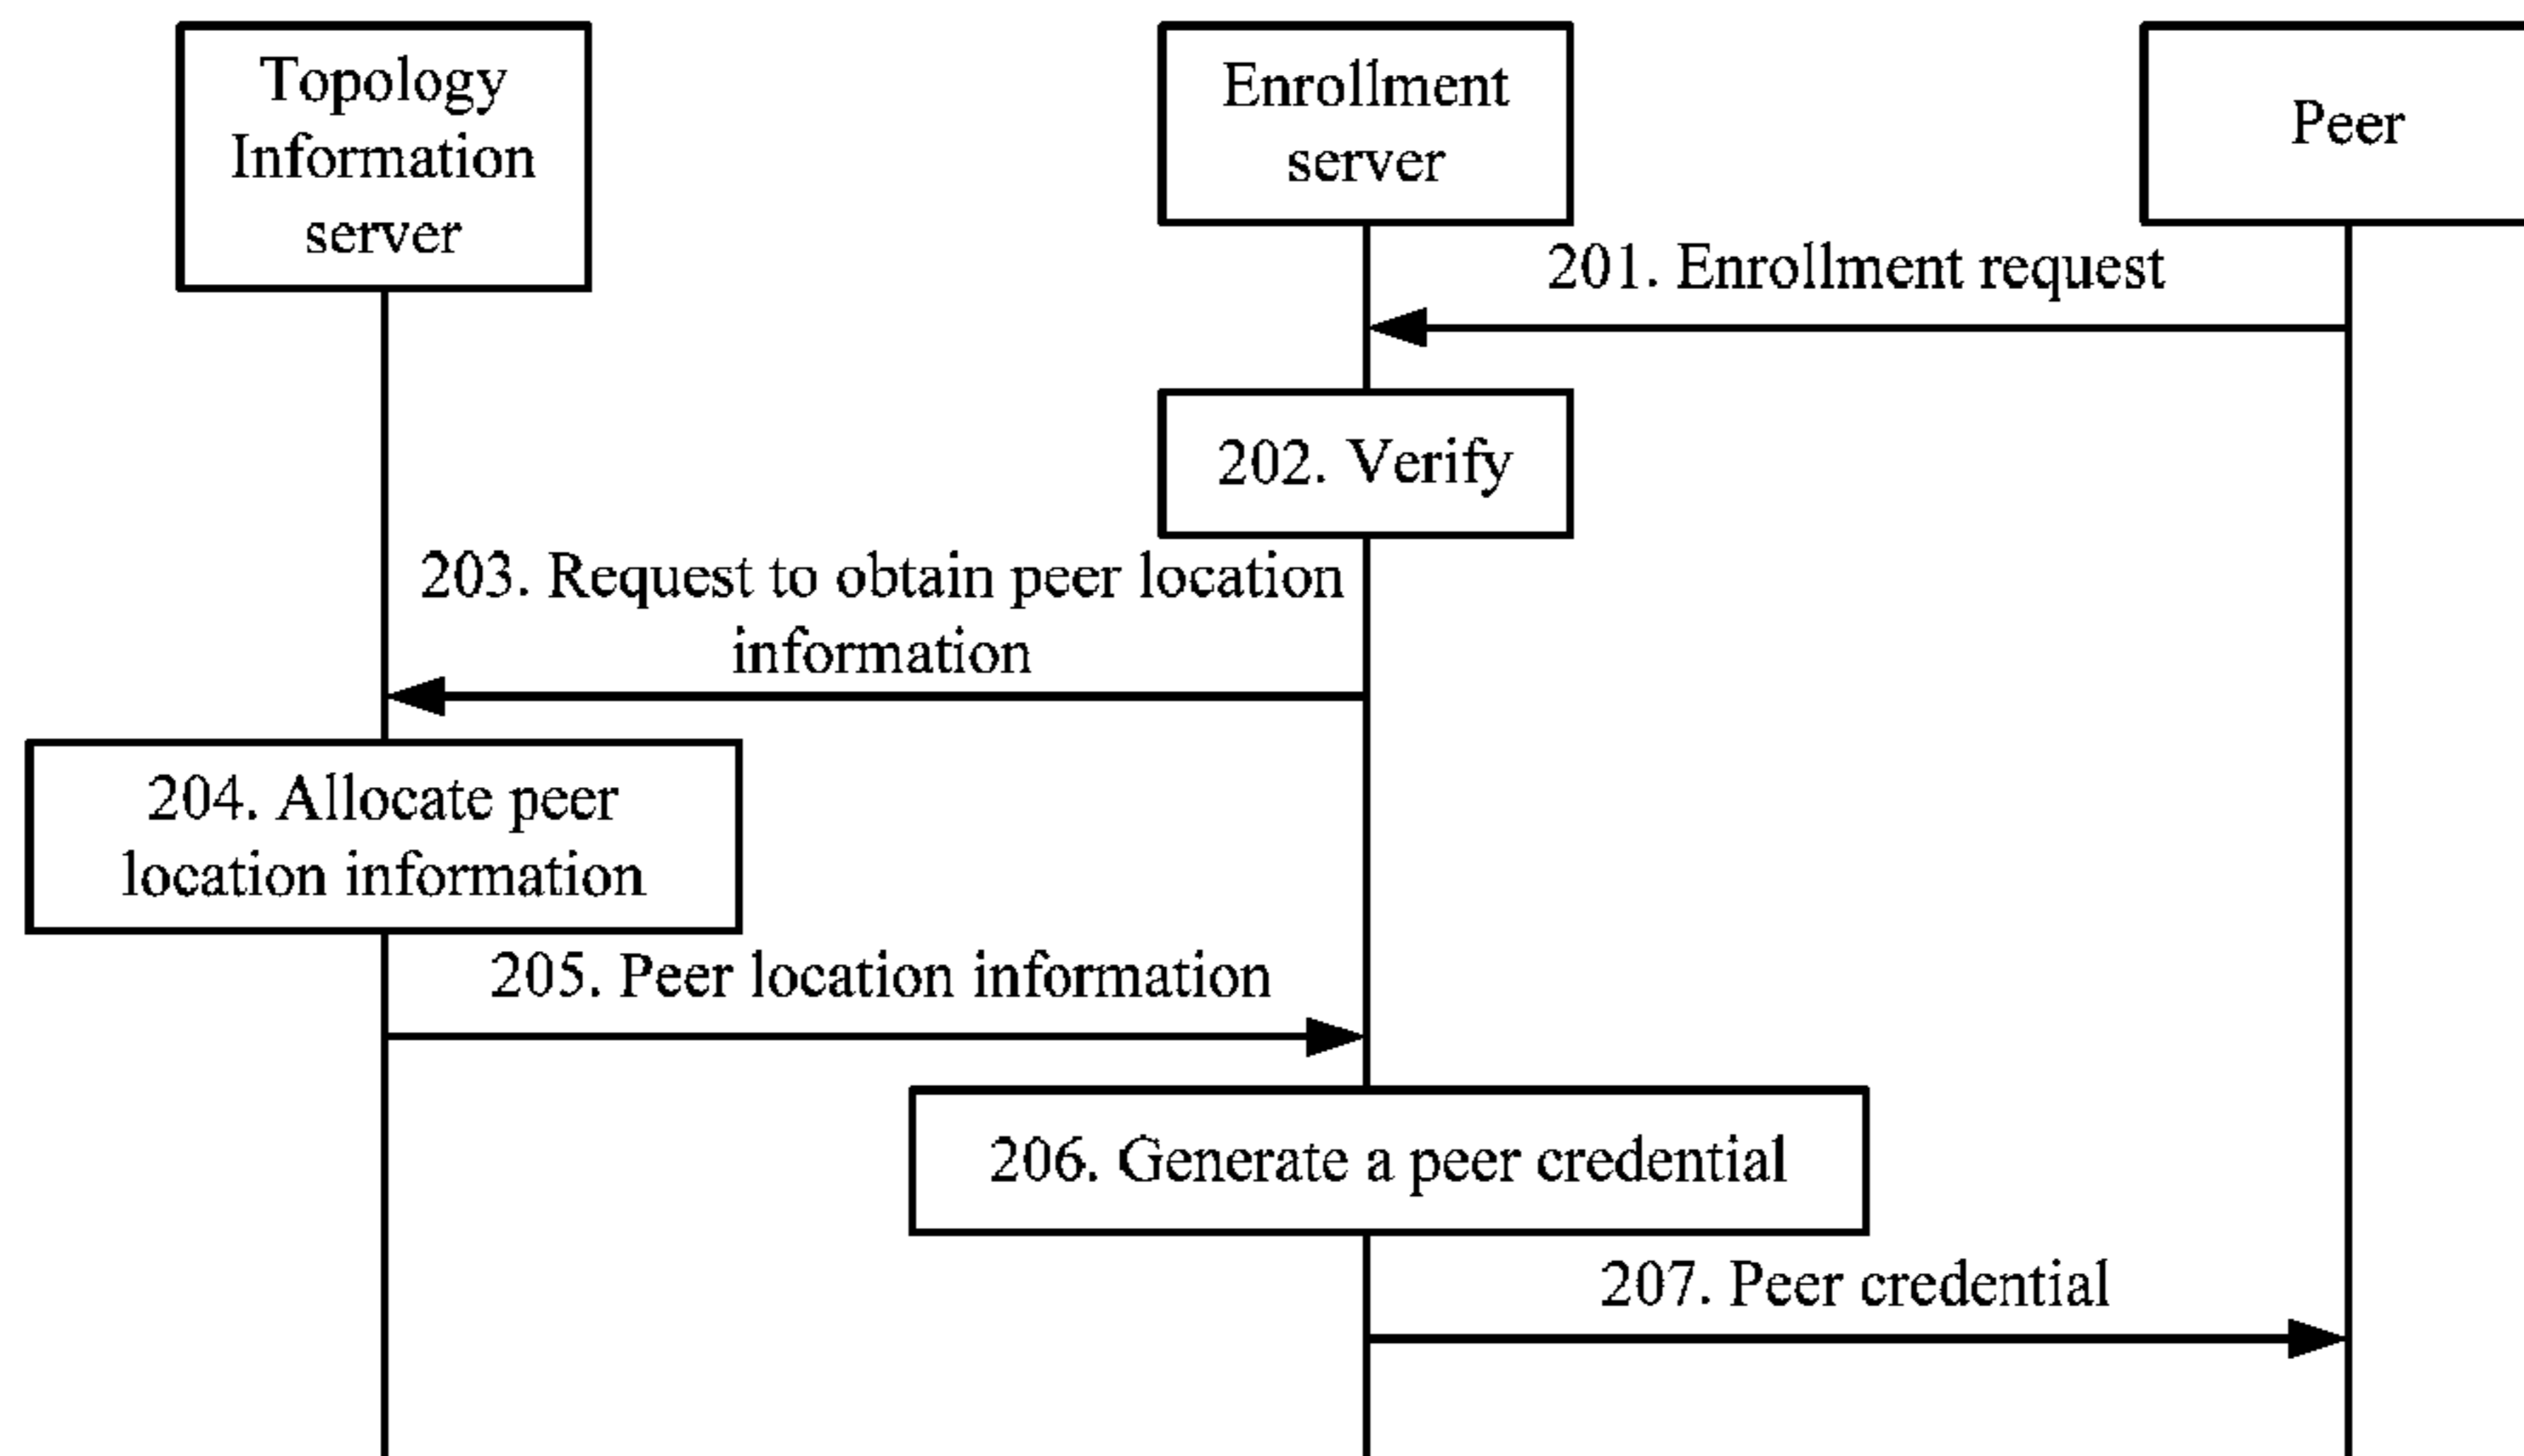 Topology
Information
server
Enrollment
server
Peer
201. Enrollment request
202. Verify
203. Request to obtain peer location
information
204. Allocate peer
location information
205. Peer location information
206. Generate a peer credential
207. Peer credential